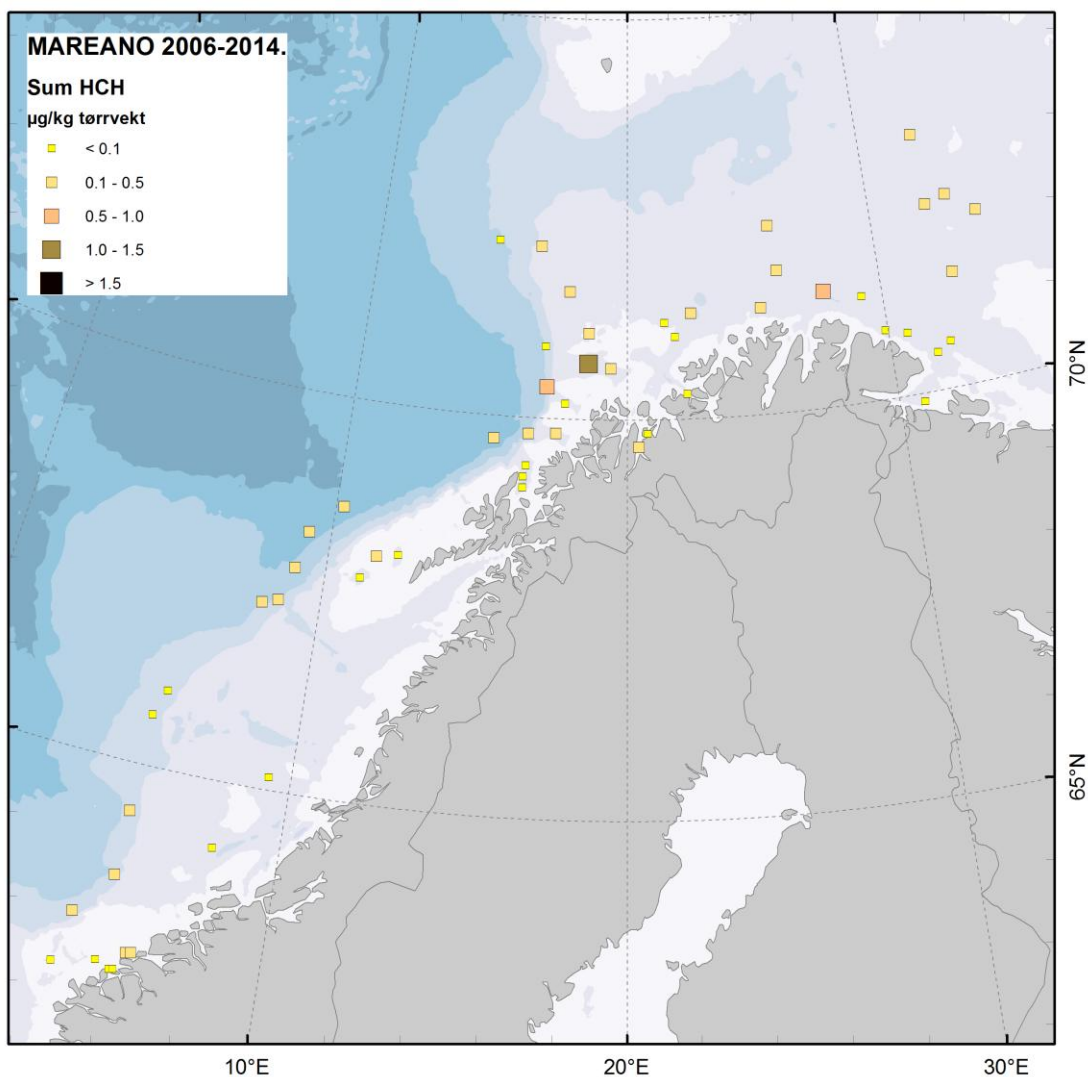 MAREANO 2006-2014.
Sum HCH
µg/kg tørrvekt
< 0.1
0.1 - 0.5
0.5 - 1.0
1.0 - 1.5
> 1.5
70°N
65°N
10°E
20°E
30°E